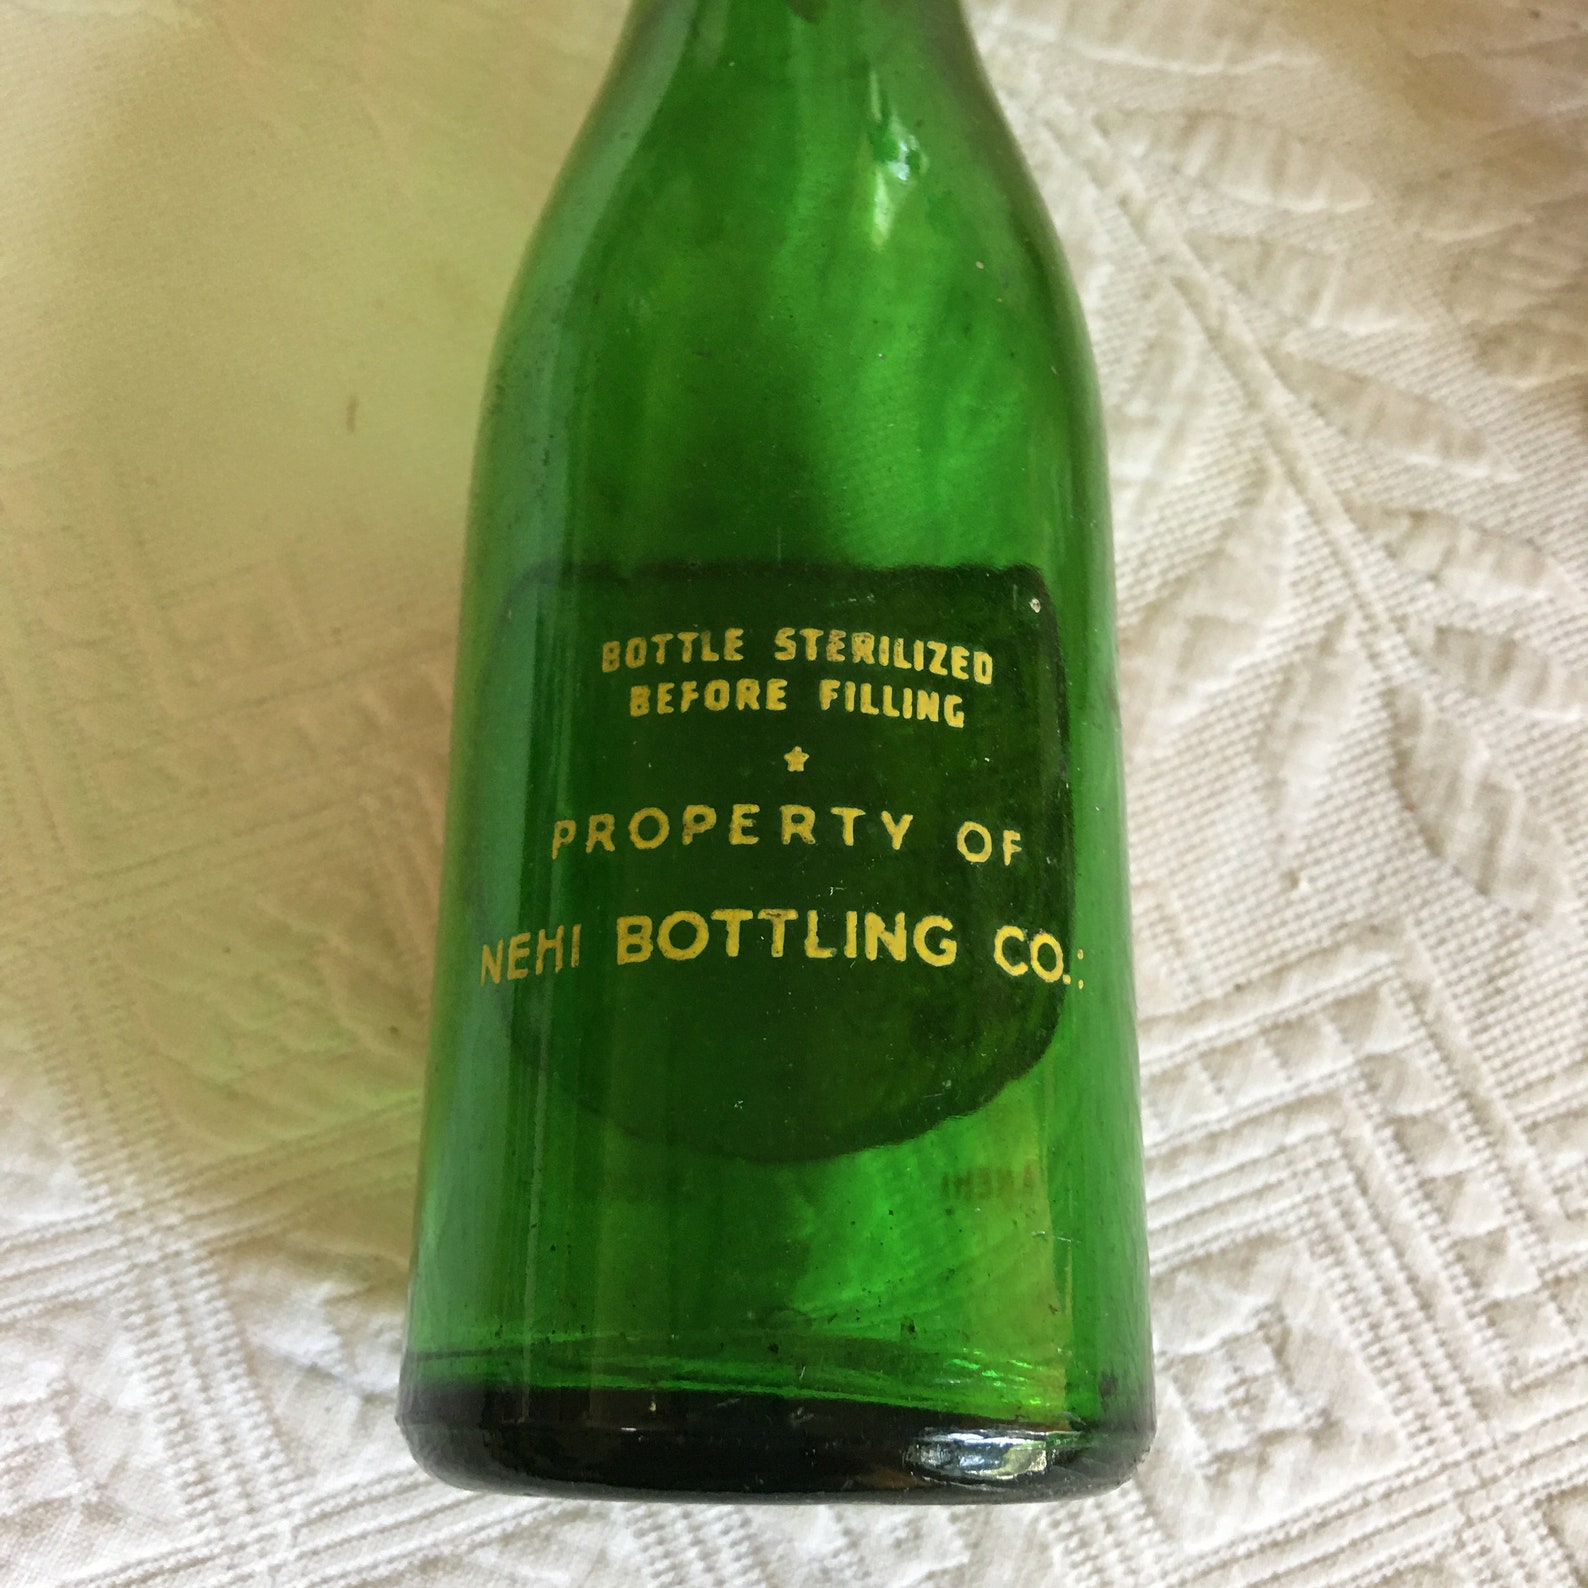 BOTTLE STERILIZED
BEFORE FILLING
PROPERTY OF
NEHI BOTTLING CO.: